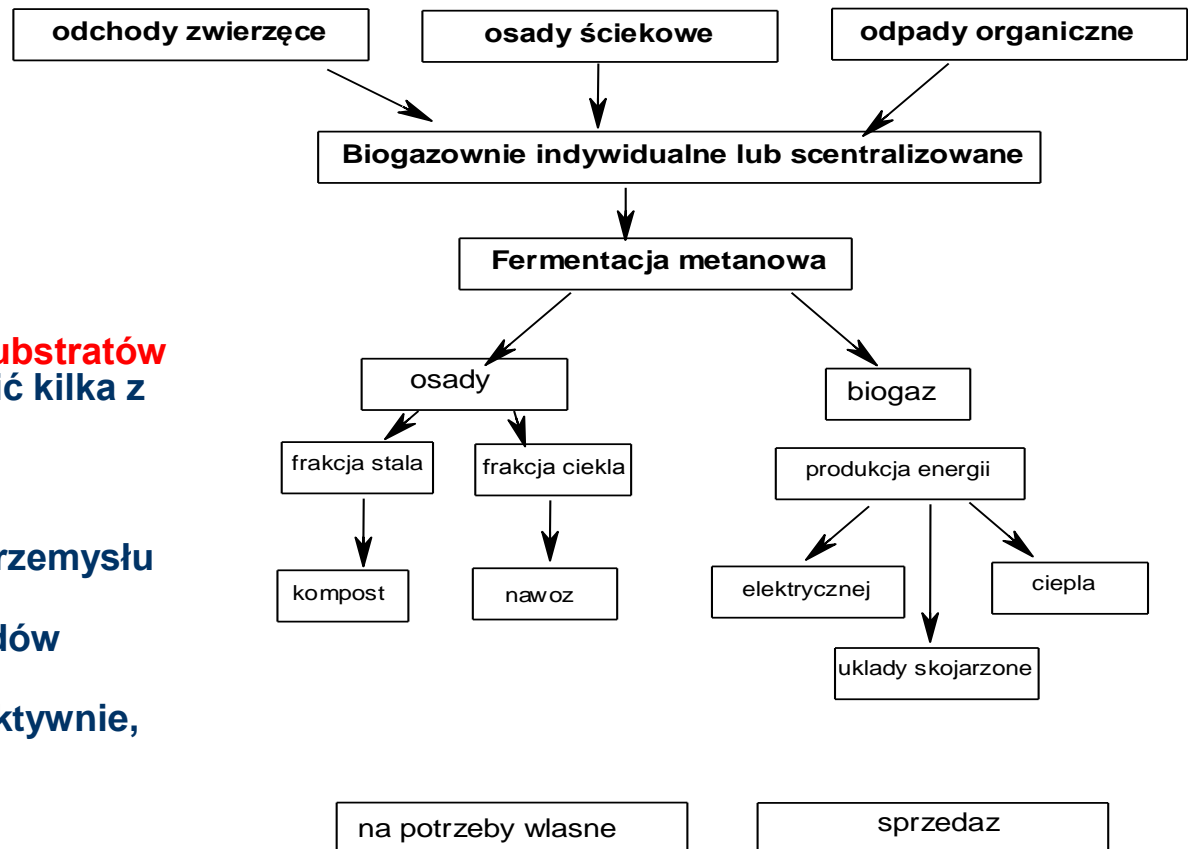 odchody zwierzęce
osady ściekowe
odpady organiczne
Biogazownie indywidualne lub scentralizowane
Fermentacja metanowa
ubstratów
ić kilka z
rzemysłu
dów
ktywnie,
osady
biogaz
frakcja stala
frakcja ciekla
produkcja energii
kompost
nawoz
elektrycznej
ciepla
uklady skojarzone
na potrzeby wlasne
sprzedaz